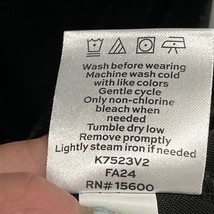 Wash before wearing
Machine wash cold
with like colors
Gentle cycle
Only non-chlorine
bleach when
needed
Tumble dry low
Remove promptly
Lightly steam iron if needed
K7523V2
FA24
RN# 15600